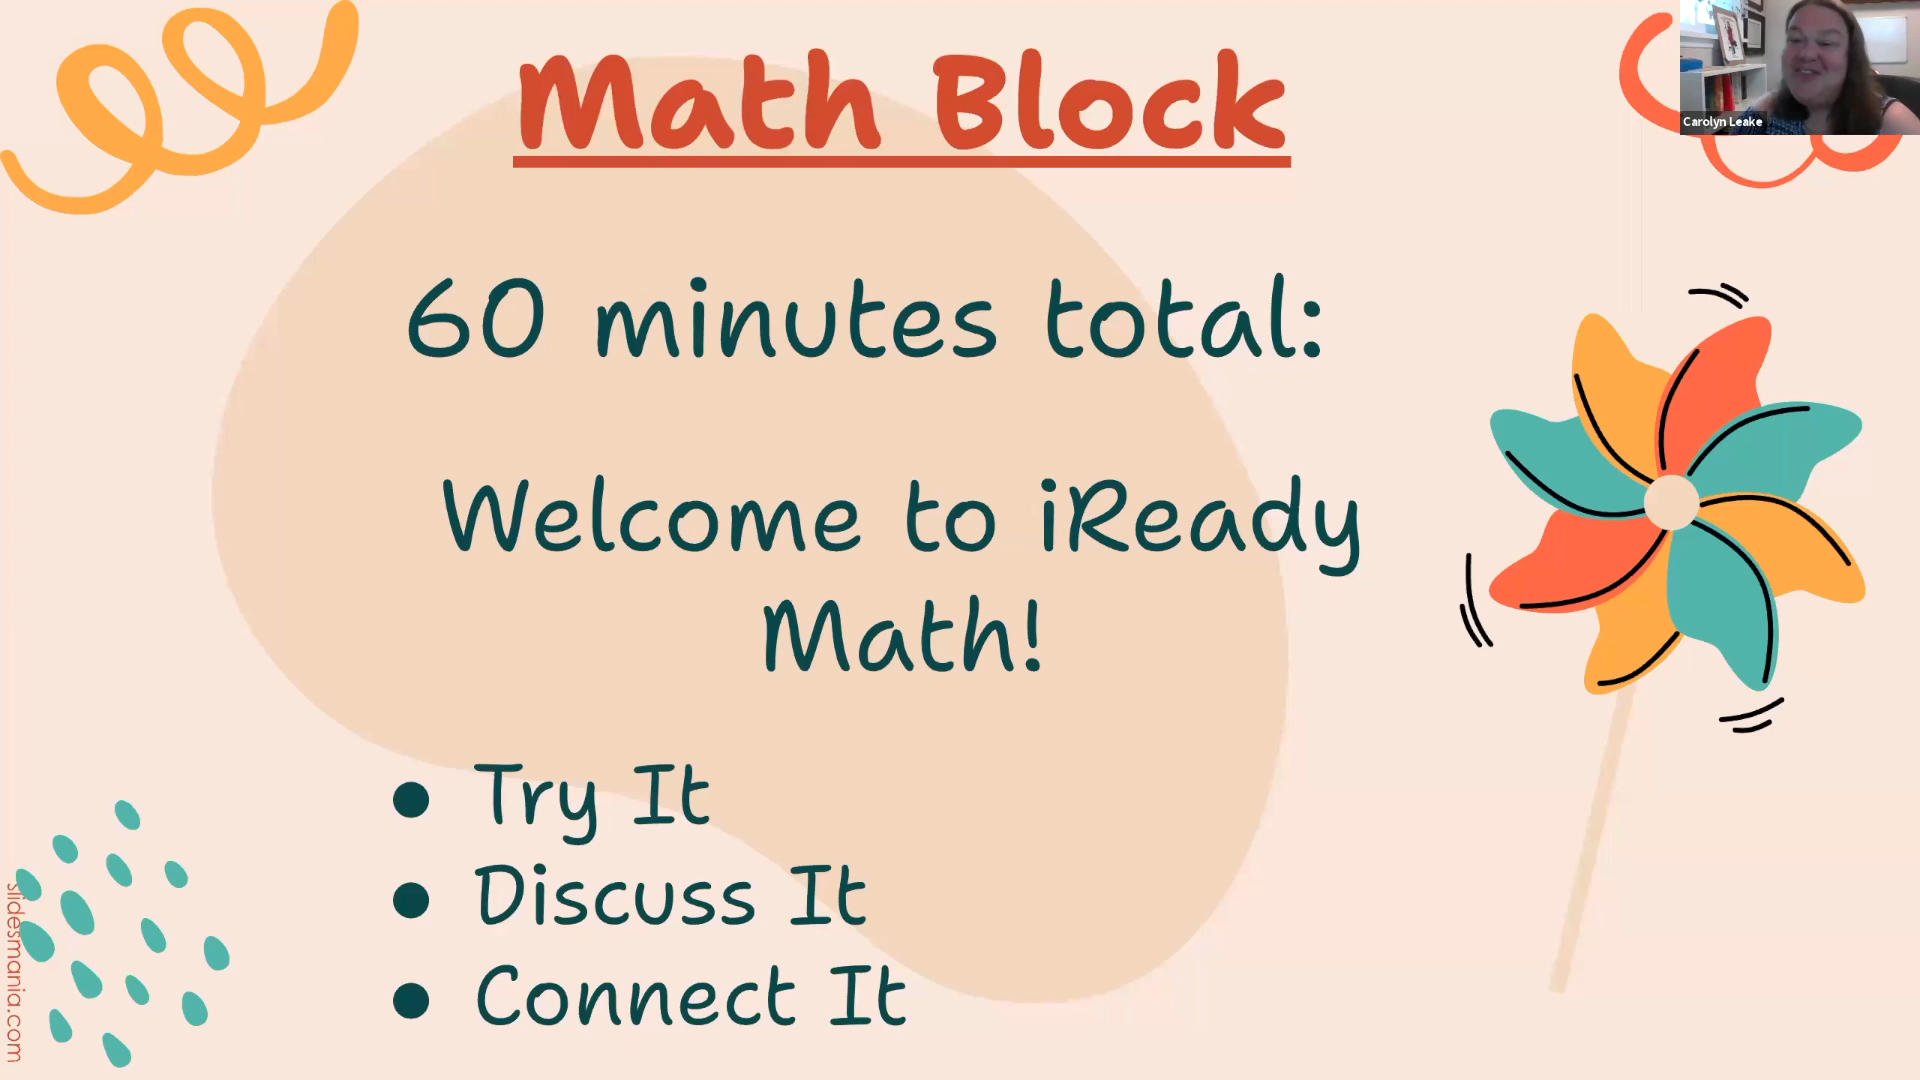 Math Block
Carolyn Leake
60 minutes total:
Welcome to iReady
Math!
● Try It
● Discuss It
● Connect It
slidesmania.com